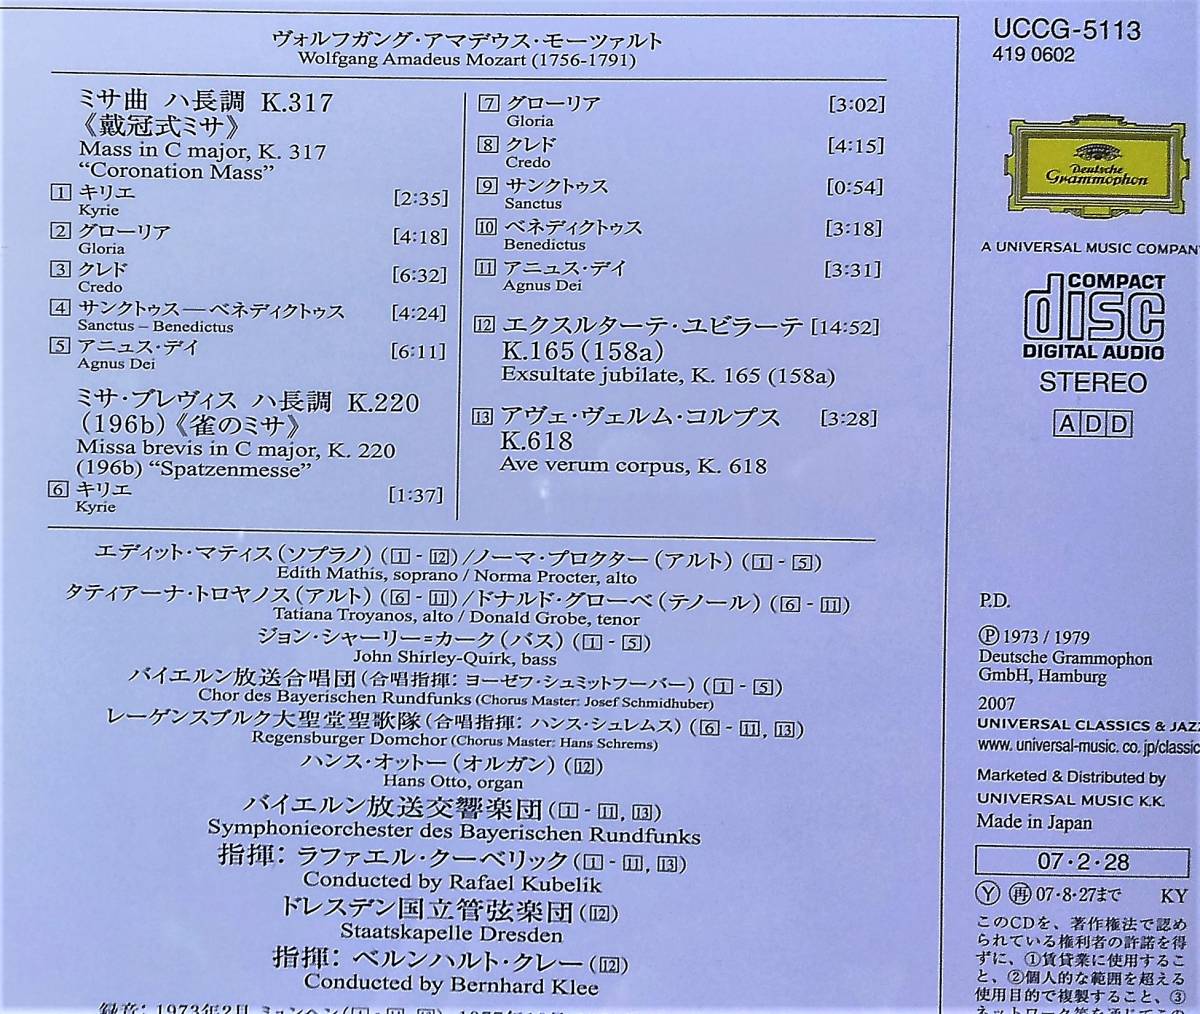 ヴォルフガング・アマデウス・モーツァルト
Wolfgang Amadeus Mozart (1756-1791)
ミサ曲 ハ長調 K.317
《戴冠式ミサ》
Mass in C major, K. 317
“Coronation Mass”
1 キリエ [2:35]
Kyrie
2 グローリア [4:18]
Gloria
3 クレド [6:32]
Credo
4 サンクトゥス―ベネディクトゥス [4:24]
Sanctus – Benedictus
5 アニュス・デイ [6:11]
Agnus Dei
ミサ・ブレヴィス ハ長調 K.220
(196b)《雀のミサ》
Missa brevis in C major, K. 220
(196b) “Spatzenmesse”
6 キリエ [1:37]
Kyrie
7 グローリア [3:02]
Gloria
8 クレド [4:15]
Credo
9 サンクトゥス [0:54]
Sanctus
10 ベネディクトゥス [3:18]
Benedictus
11 アニュス・デイ [3:31]
Agnus Dei
12 エクスルターテ・ユビラーテ [14:52]
K.165 (158a)
Exsultate jubilate, K. 165 (158a)
13 アヴェ・ヴェルム・コルプス [3:28]
K.618
Ave verum corpus, K. 618
エディット・マティス(ソプラノ) (1 - 12) / ノーマ・プロクター(アルト) (1 - 5)
Edith Mathis, soprano / Norma Procter, alto
タティアーナ・トロヤノス(アルト) (6 - 11) / ドナルド・グローベ(テノール) (6 - 11)
Tatiana Troyanos, alto / Donald Grobe, tenor
ジョン・シャーリー=カーク(バス) (1 - 5)
John Shirley-Quirk, bass
バイエルン放送合唱団(合唱指揮: ヨーゼフ・シュミットフーバー) (1 - 5)
Chor des Bayerischen Rundfunks (Chorus Master: Josef Schmidhuber)
レーゲンスブルク大聖堂聖歌隊(合唱指揮: ハンス・シュレムス) (6 - 11, 13)
Regensburger Domchor (Chorus Master: Hans Schrems)
ハンス・オットー(オルガン) (12)
Hans Otto, organ
バイエルン放送交響楽団(1 - 11, 13)
Symphonieorchester des Bayerischen Rundfunks
指揮: ラファエル・クーベリック(1 - 11, 13)
Conducted by Rafael Kubelik
ドレスデン国立管弦楽団(12)
Staatskapelle Dresden
指揮: ベルンハルト・クレー(12)
Conducted by Bernhard Klee
録音: 1973年2月 ミュンヘン
UCCG-5113
419 0602
Deutsche
Grammophon
A UNIVERSAL MUSIC COMPAN
COMPACT
disc
DIGITAL AUDIO
STEREO
ADD
P.D.
Ⓟ 1973 / 1979
Deutsche Grammophon
GmbH, Hamburg
2007
UNIVERSAL CLASSICS & JAZZ
www. universal-music. co. jp/classic
Marketed & Distributed by
UNIVERSAL MUSIC K.K.
Made in Japan
07・2・28
Ⓨ 再 07・8・27まで KY
このCDを、著作権法で認め
られている権利者の許諾を得
ずに、①賃貸業に使用するこ
と、②個人的な範囲を超える
使用目的で複製すること、③
ネットワーク等を通じてこの